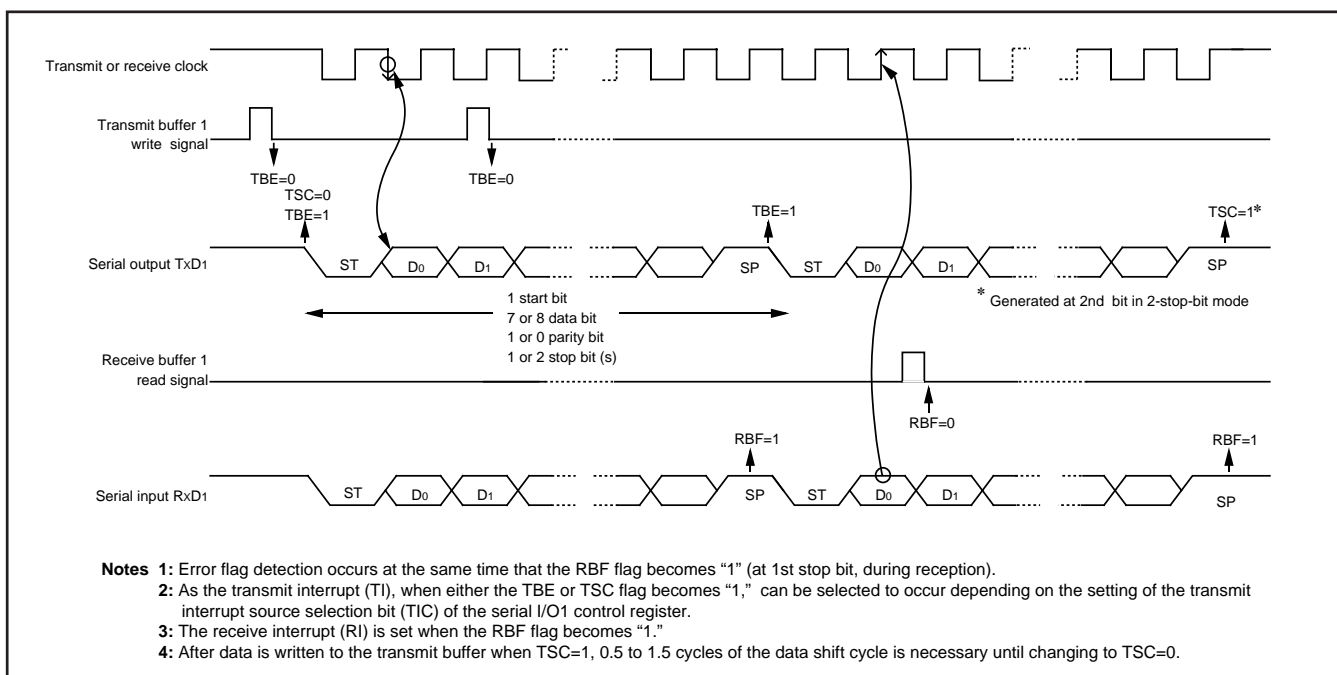 Transmit or receive clock
Transmit buffer 1
write signal
TBE=0
TSC=0
TBE=1
TBE=0
TBE=1
TSC=1*
Serial output TxD1
ST
D0
D1
SP
ST
D0
D1
SP
* Generated at 2nd bit in 2-stop-bit mode
1 start bit
7 or 8 data bit
1 or 0 parity bit
1 or 2 stop bit (s)
Receive buffer 1
read signal
RBF=0
RBF=1
RBF=1
Serial input RxD1
ST
D0
D1
SP
ST
D0
D1
SP
Notes 1: Error flag detection occurs at the same time that the RBF flag becomes “1” (at 1st stop bit, during reception).
2: As the transmit interrupt (TI), when either the TBE or TSC flag becomes “1,” can be selected to occur depending on the setting of the transmit
interrupt source selection bit (TIC) of the serial I/O1 control register.
3: The receive interrupt (RI) is set when the RBF flag becomes “1.”
4: After data is written to the transmit buffer when TSC=1, 0.5 to 1.5 cycles of the data shift cycle is necessary until changing to TSC=0.